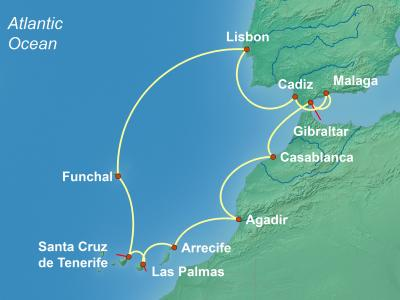 Atlantic
Ocean
Lisbon
Cadiz
Malaga
Gibraltar
Casablanca
Funchal
Agadir
Santa Cruz
de Tenerife
Arrecife
Las Palmas